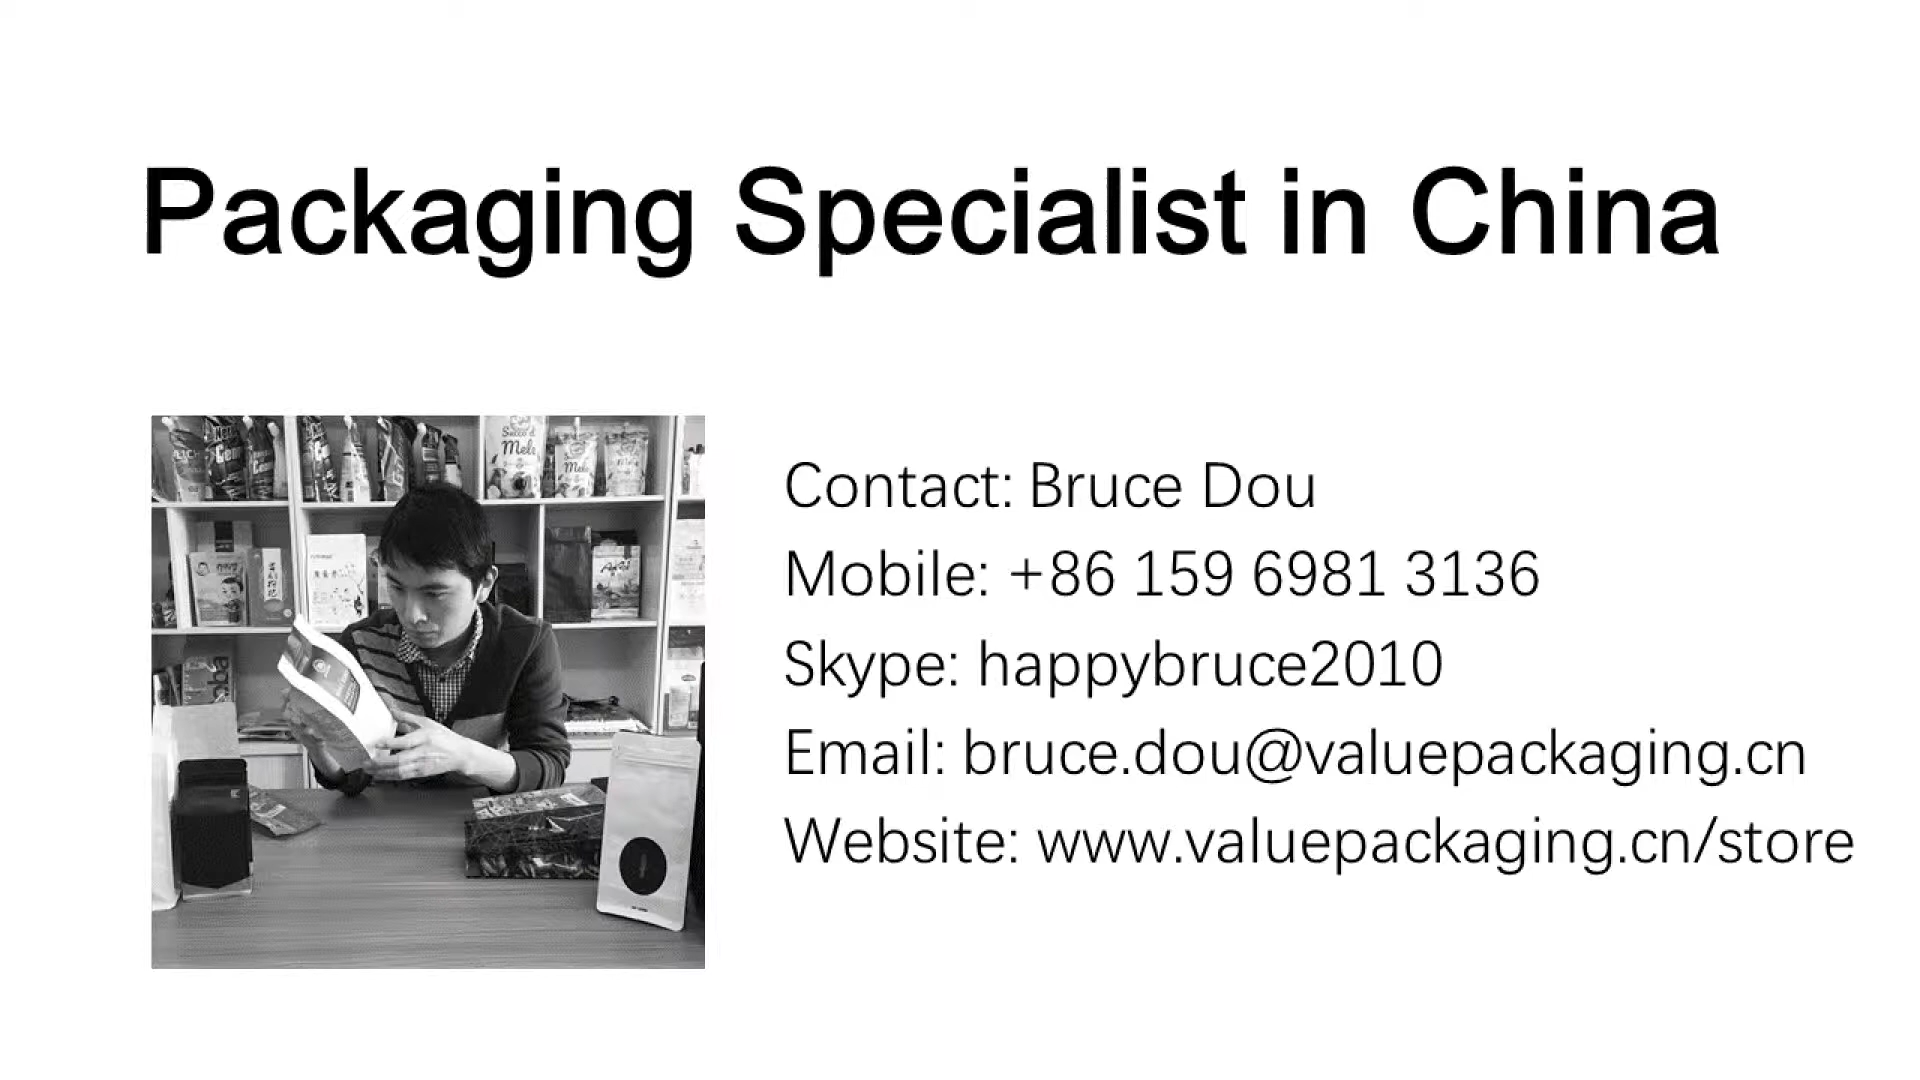 Packaging Specialist in China
Contact: Bruce Dou
Mobile: +86 159 6981 3136
Skype: happybruce2010
Email: bruce.dou@valuepackaging.cn
Website: www.valuepackaging.cn/store